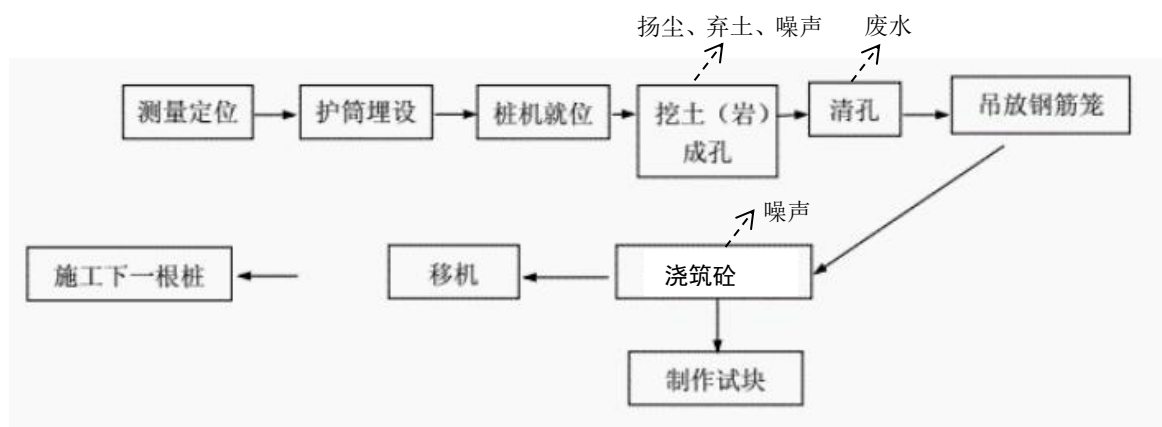 扬尘、弃土、噪声
废水
测量定位
护筒埋设
桩机就位
挖土（岩）
成孔
清孔
吊放钢筋笼
噪声
施工下一根桩
移机
浇筑砼
制作试块